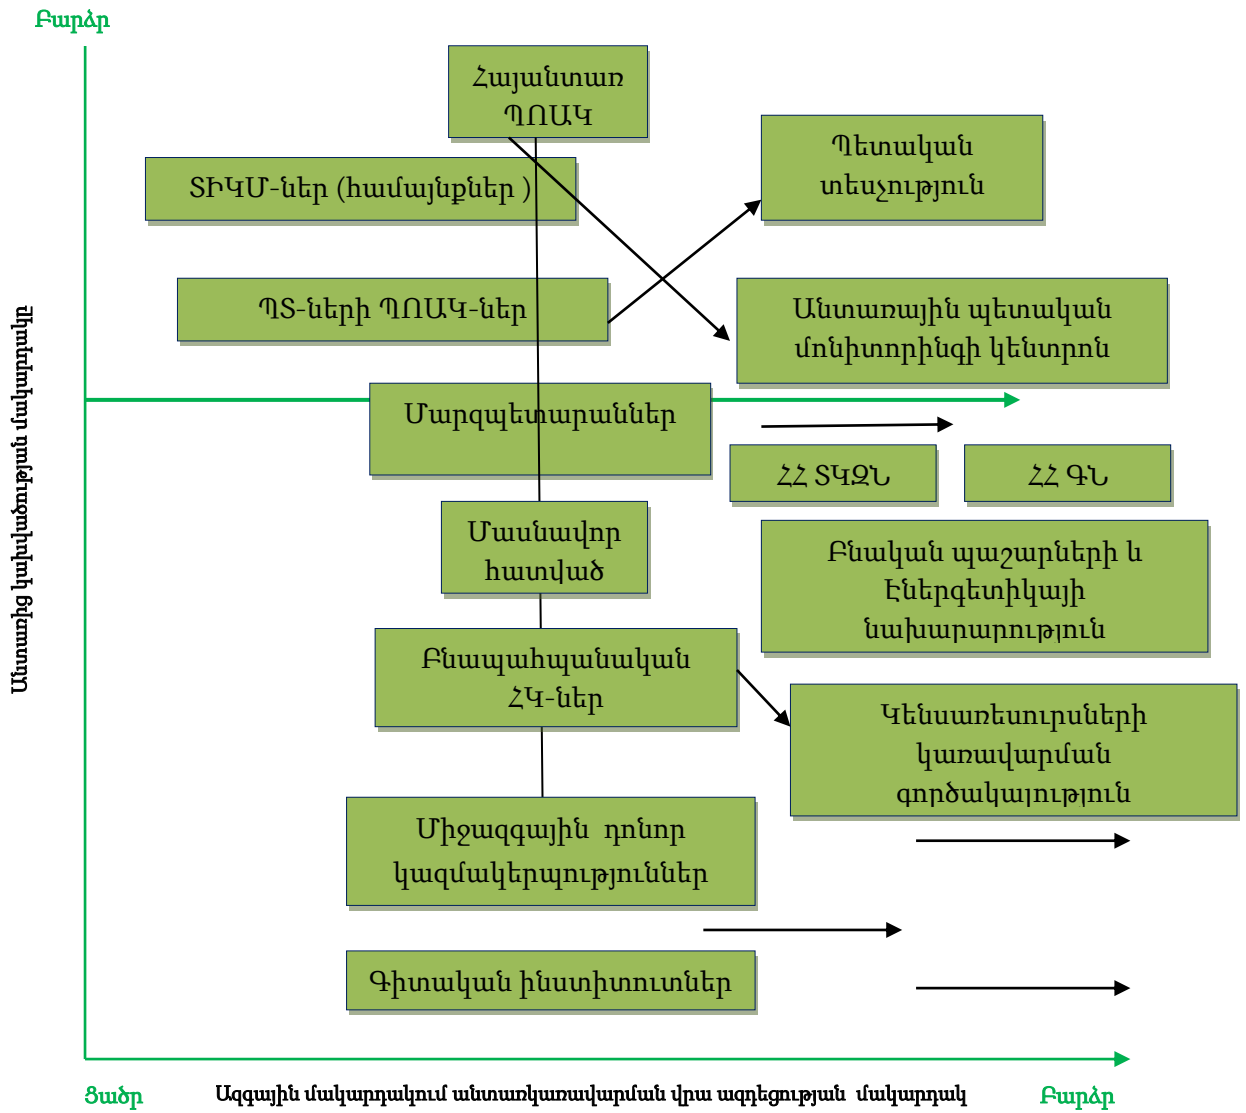 Բարձր
Հայանտառ
ՊՈԱԿ
Պետական
տեսչություն
ՏԻԿՄ-ներ (համայնքներ )
ՊՏ-ների ՊՈԱԿ-ներ
Անտառային պետական
մոնիտորինգի կենտրոն
Մարզպետարաններ
ՀՀ ՏԿԶՆ
ՀՀ ԳՆ
Մասնավոր
հատված
Բնական պաշարների և
Էներգետիկայի
նախարարություն
Բնապահպանական
ՀԿ-ներ
Կենսառեսուրսների
կառավարման
գործակալություն
Միջազգային դոնոր
կազմակերպություններ
Գիտական ինստիտուտներ
Անտառից կախվածության մակարդակը
Ցածր
Ազգային մակարդակում անտառկառավարման վրա ազդեցության մակարդակ
Բարձր